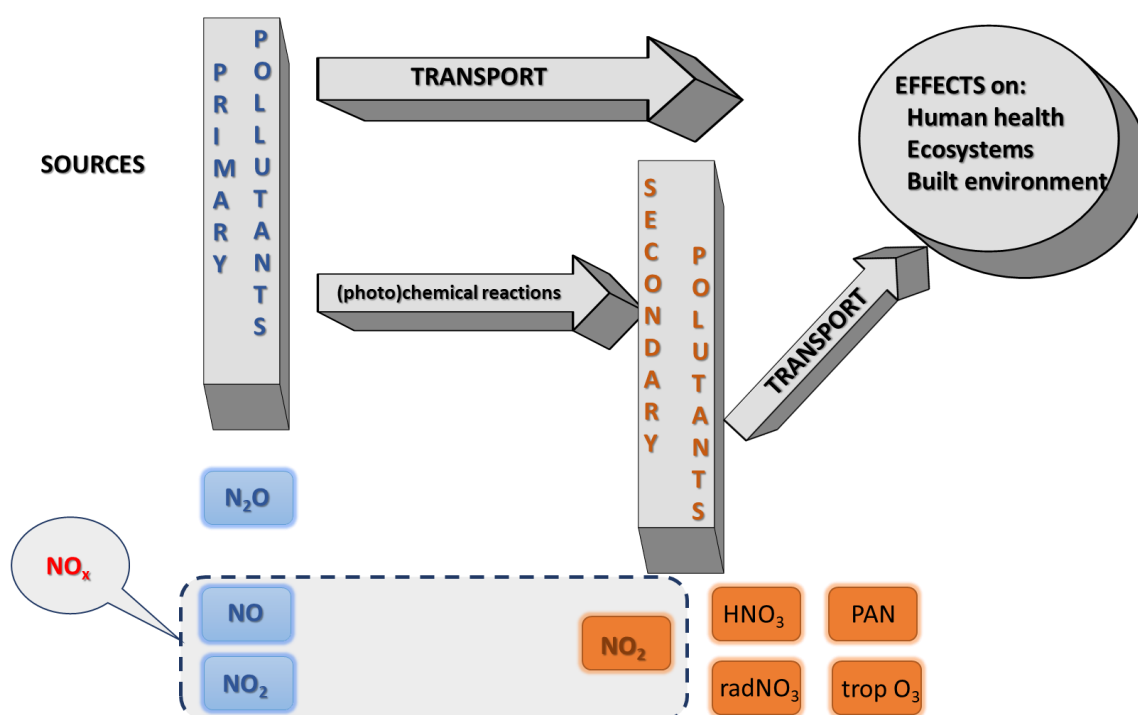 SOURCES
PRIMARY
POLLUTANTS
TRANSPORT
(photo)chemical reactions
SECONDARY
POLUTANTS
TRANSPORT
EFFECTS on:
Human health
Ecosystems
Built environment
N₂O
NOₓ
NO
NO₂
NO₂
HNO₃
PAN
radNO₃
trop O₃